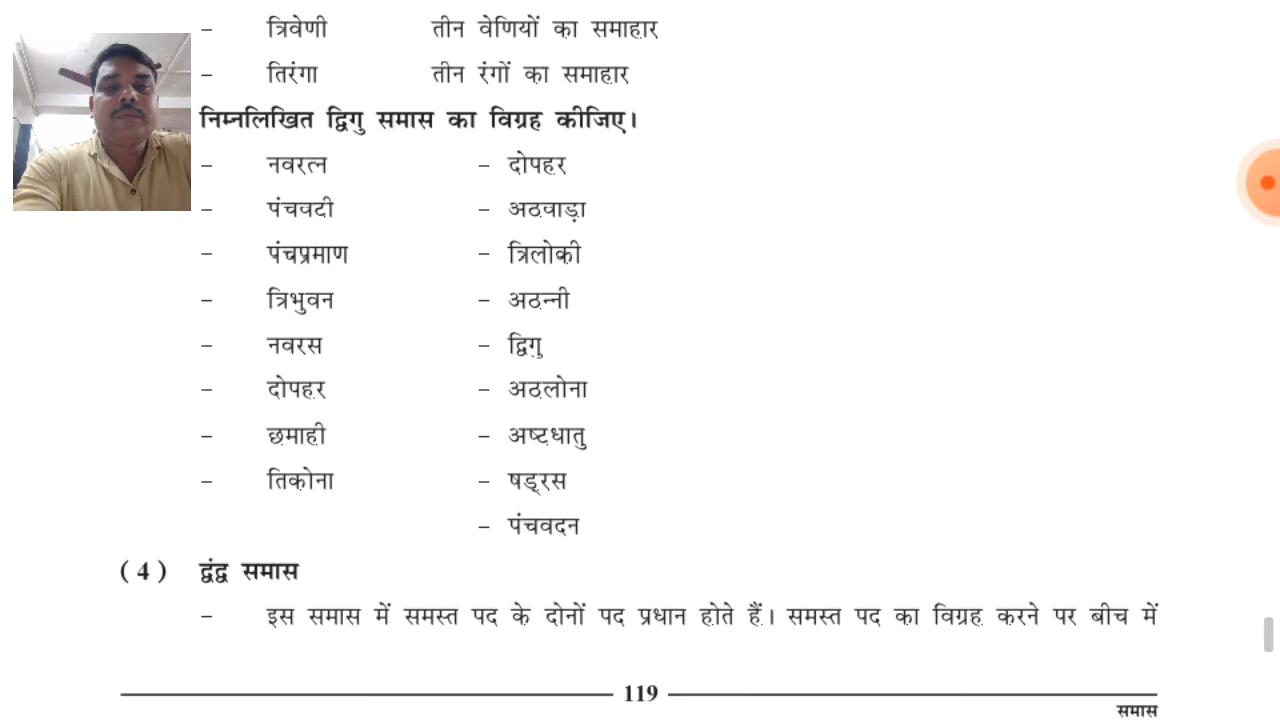 – त्रिवेणी तीन वेणियों का समाहार
– तिरंगा तीन रंगों का समाहार
निम्नलिखित द्विगु समास का विग्रह कीजिए।
– नवरत्न – दोपहर
– पंचवटी – अठवाड़ा
– पंचप्रमाण – त्रिलोकी
– त्रिभुवन – अठन्नी
– नवरस – द्विगु
– दोपहर – अठलोना
– छमाही – अष्टधातु
– तिकोना – षड्रस
– पंचवदन
( 4 ) द्वंद्व समास
– इस समास में समस्त पद के दोनों पद प्रधान होते हैं। समस्त पद का विग्रह करने पर बीच में
119
समास